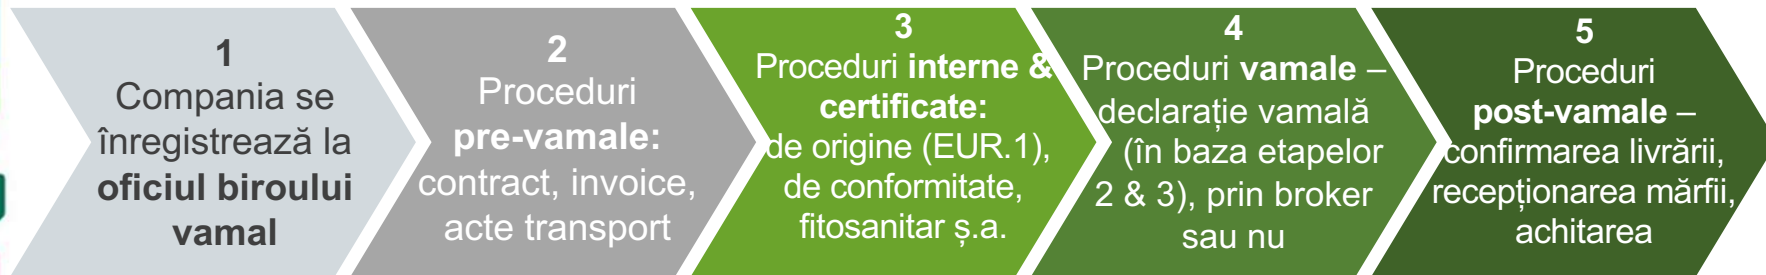 1
Compania se
înregistrează la
oficiul biroului
vamal
2
Proceduri
pre-vamale:
contract, invoice,
acte transport
3
Proceduri interne &
certificate:
de origine (EUR.1),
de conformitate,
fitosanitar ș.a.
4
Proceduri vamale –
declarație vamală
(în baza etapelor
2 & 3), prin broker
sau nu
5
Proceduri
post-vamale –
confirmarea livrării,
recepționarea mărfii,
achitarea